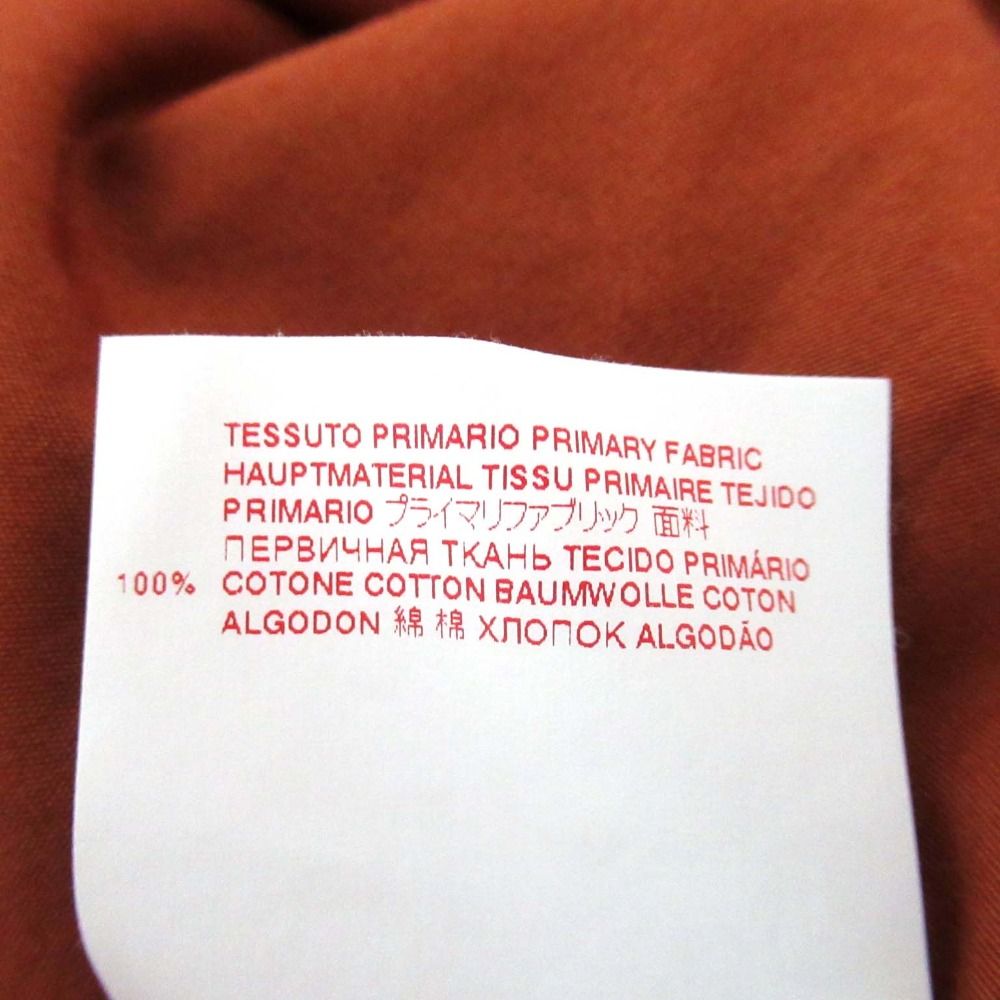 TESSUTO PRIMARIO PRIMARY FABRIC
HAUPTMATERIAL TISSU PRIMAIRE TEJIDO
PRIMARIO プライマリファブリック 面料
ПЕРВИЧНАЯ ТКАНЬ TECIDO PRIMÁRIO
100% COTONE COTTON BAUMWOLLE COTON
ALGODON 綿 棉 ХЛОПОК ALGODÃO